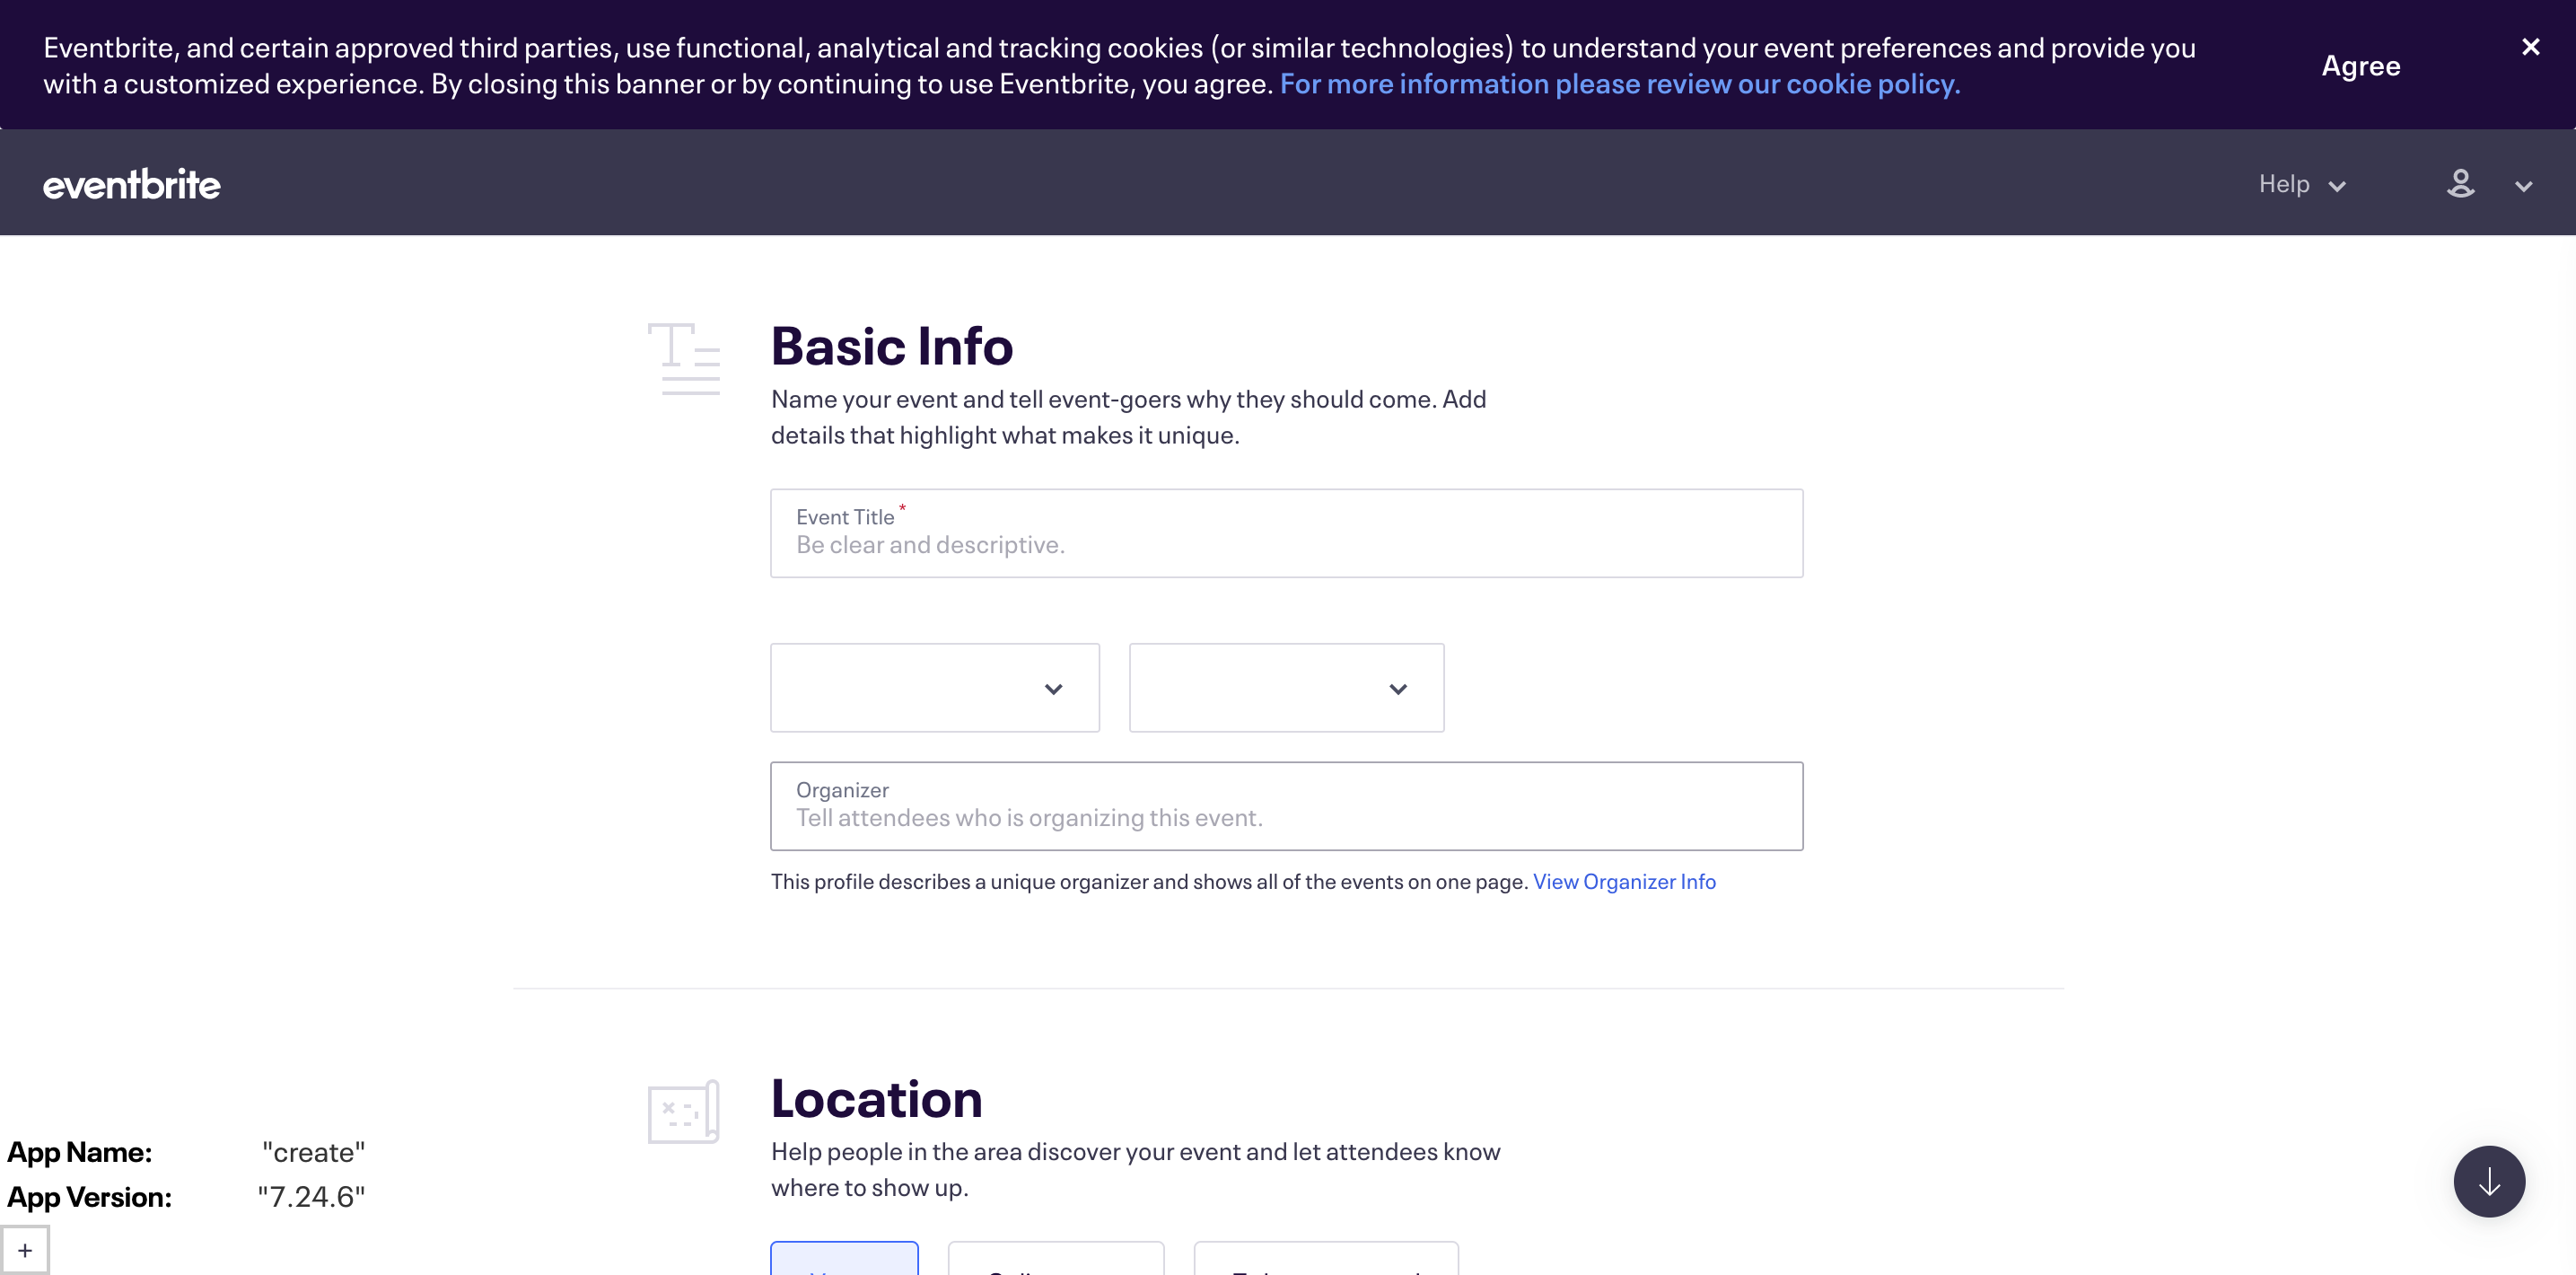 Eventbrite, and certain approved third parties, use functional, analytical and tracking cookies (or similar technologies) to understand your event preferences and provide you
with a customized experience. By closing this banner or by continuing to use Eventbrite, you agree. For more information please review our cookie policy.
Agree
eventbrite
Help
Basic Info
Name your event and tell event-goers why they should come. Add
details that highlight what makes it unique.
Event Title *
Be clear and descriptive.
Organizer
Tell attendees who is organizing this event.
This profile describes a unique organizer and shows all of the events on one page. View Organizer Info
Location
Help people in the area discover your event and let attendees know
where to show up.
App Name: "create"
App Version: "7.24.6"
+